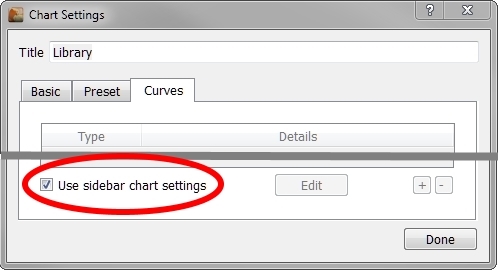 Chart Settings
Title Library
Basic Preset Curves
Type Details
Use sidebar chart settings Edit + -
Done